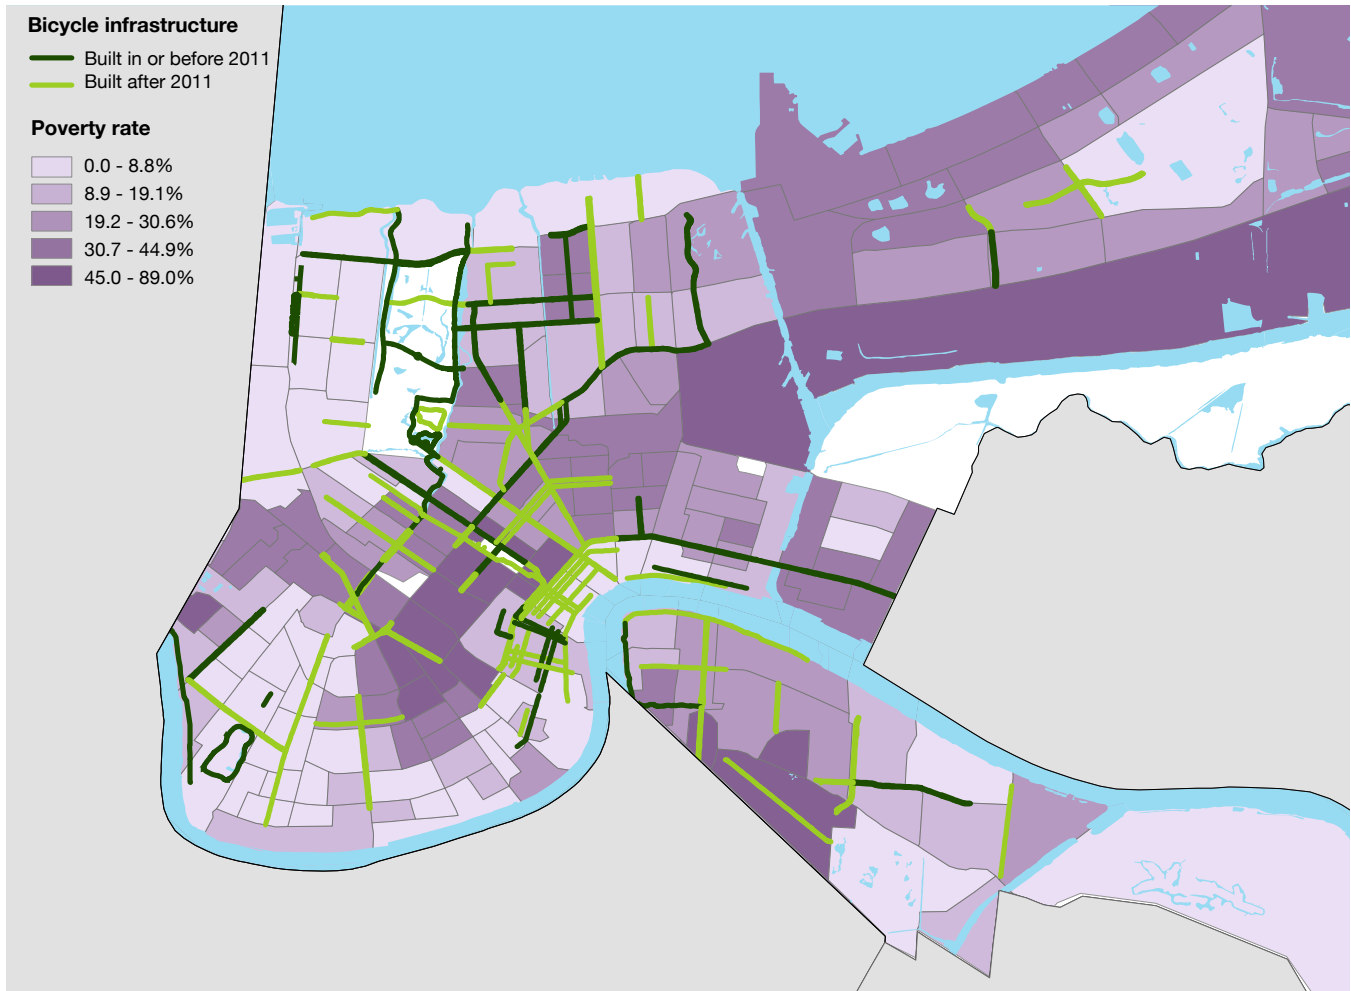 Bicycle infrastructure
Built in or before 2011
Built after 2011
Poverty rate
0.0 - 8.8%
8.9 - 19.1%
19.2 - 30.6%
30.7 - 44.9%
45.0 - 89.0%